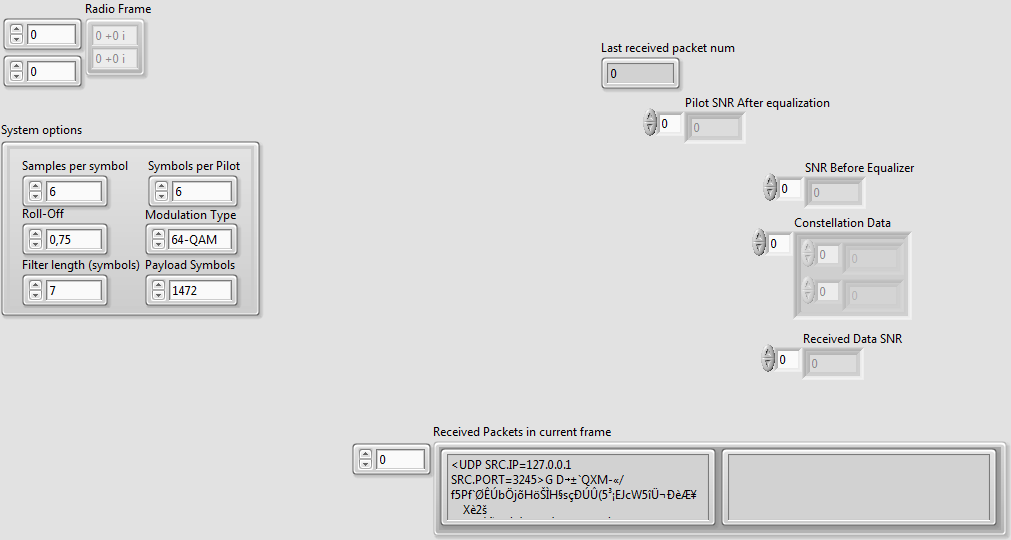 Radio Frame
0
0 +0 i
0
0 +0 i
Last received packet num
0
Pilot SNR After equalization
0
0
System options
Samples per symbol
Symbols per Pilot
6
6
Roll-Off
Modulation Type
0,75
64-QAM
Filter length (symbols)
Payload Symbols
7
1472
SNR Before Equalizer
0
0
Constellation Data
0
0
0
0
0
Received Data SNR
0
0
Received Packets in current frame
0
<UDP SRC.IP=127.0.0.1
SRC.PORT=3245>G D→±`QXM-«/
f5Pf`ØÊÚbÖjõHöŠÌH§sçÐÚÛ(5³¡EJcW5îÜ¬ÐèÆ¥
Xè2š